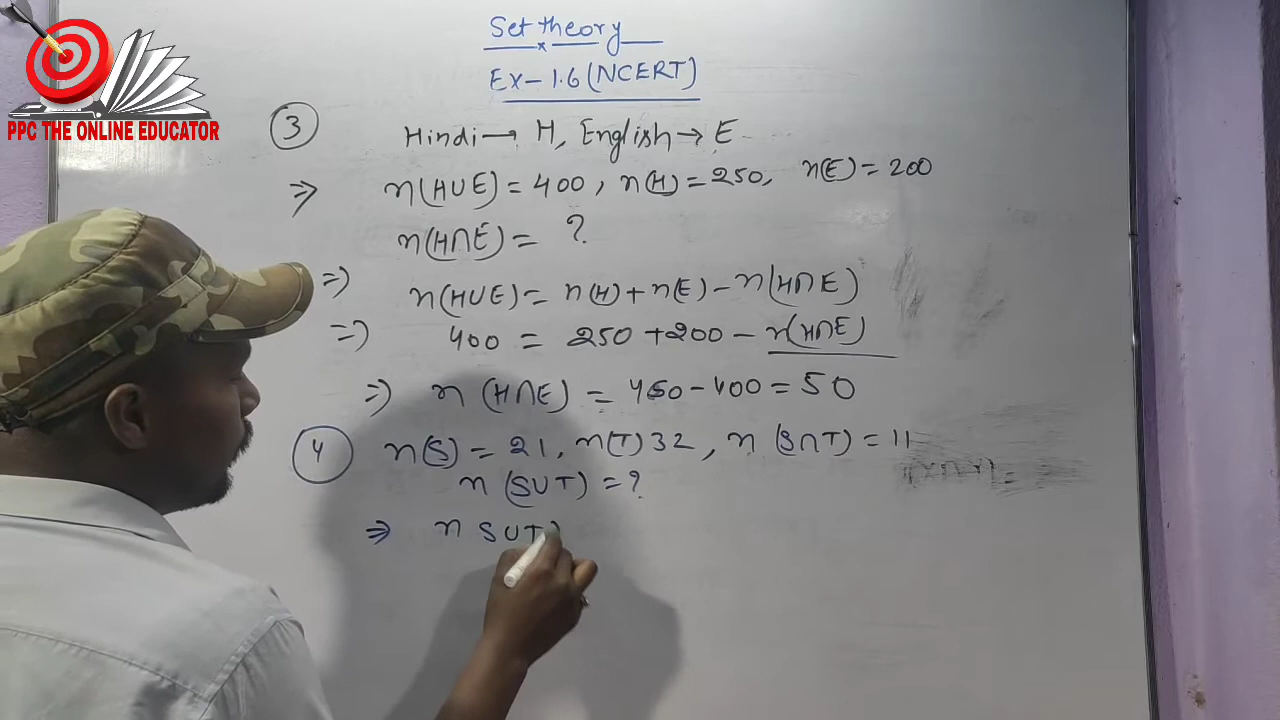 PPC THE ONLINE EDUCATOR
Set theory
Ex-1.6 (NCERT)
③ Hindi → H, English → E
⇒ n(H∪E) = 400, n(H) = 250, n(E) = 200
n(H∩E) = ?
⇒ n(H∪E) = n(H) + n(E) - n(H∩E)
⇒ 400 = 250 + 200 - n(H∩E)
⇒ n(H∩E) = 450 - 400 = 50
④ n(S) = 21, n(T) 32, n(S∩T) = 11
n(S∪T) = ?
⇒ n S∪T)